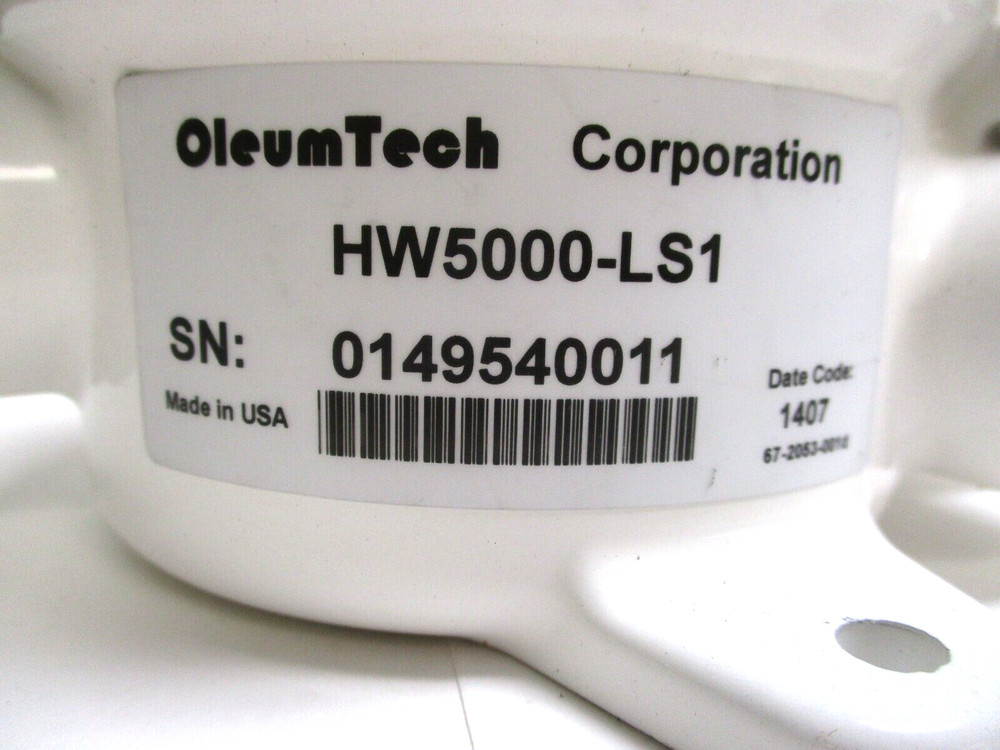 OleumTech Corporation
HW5000-LS1
SN: 0149540011
Made in USA
Date Code:
1407